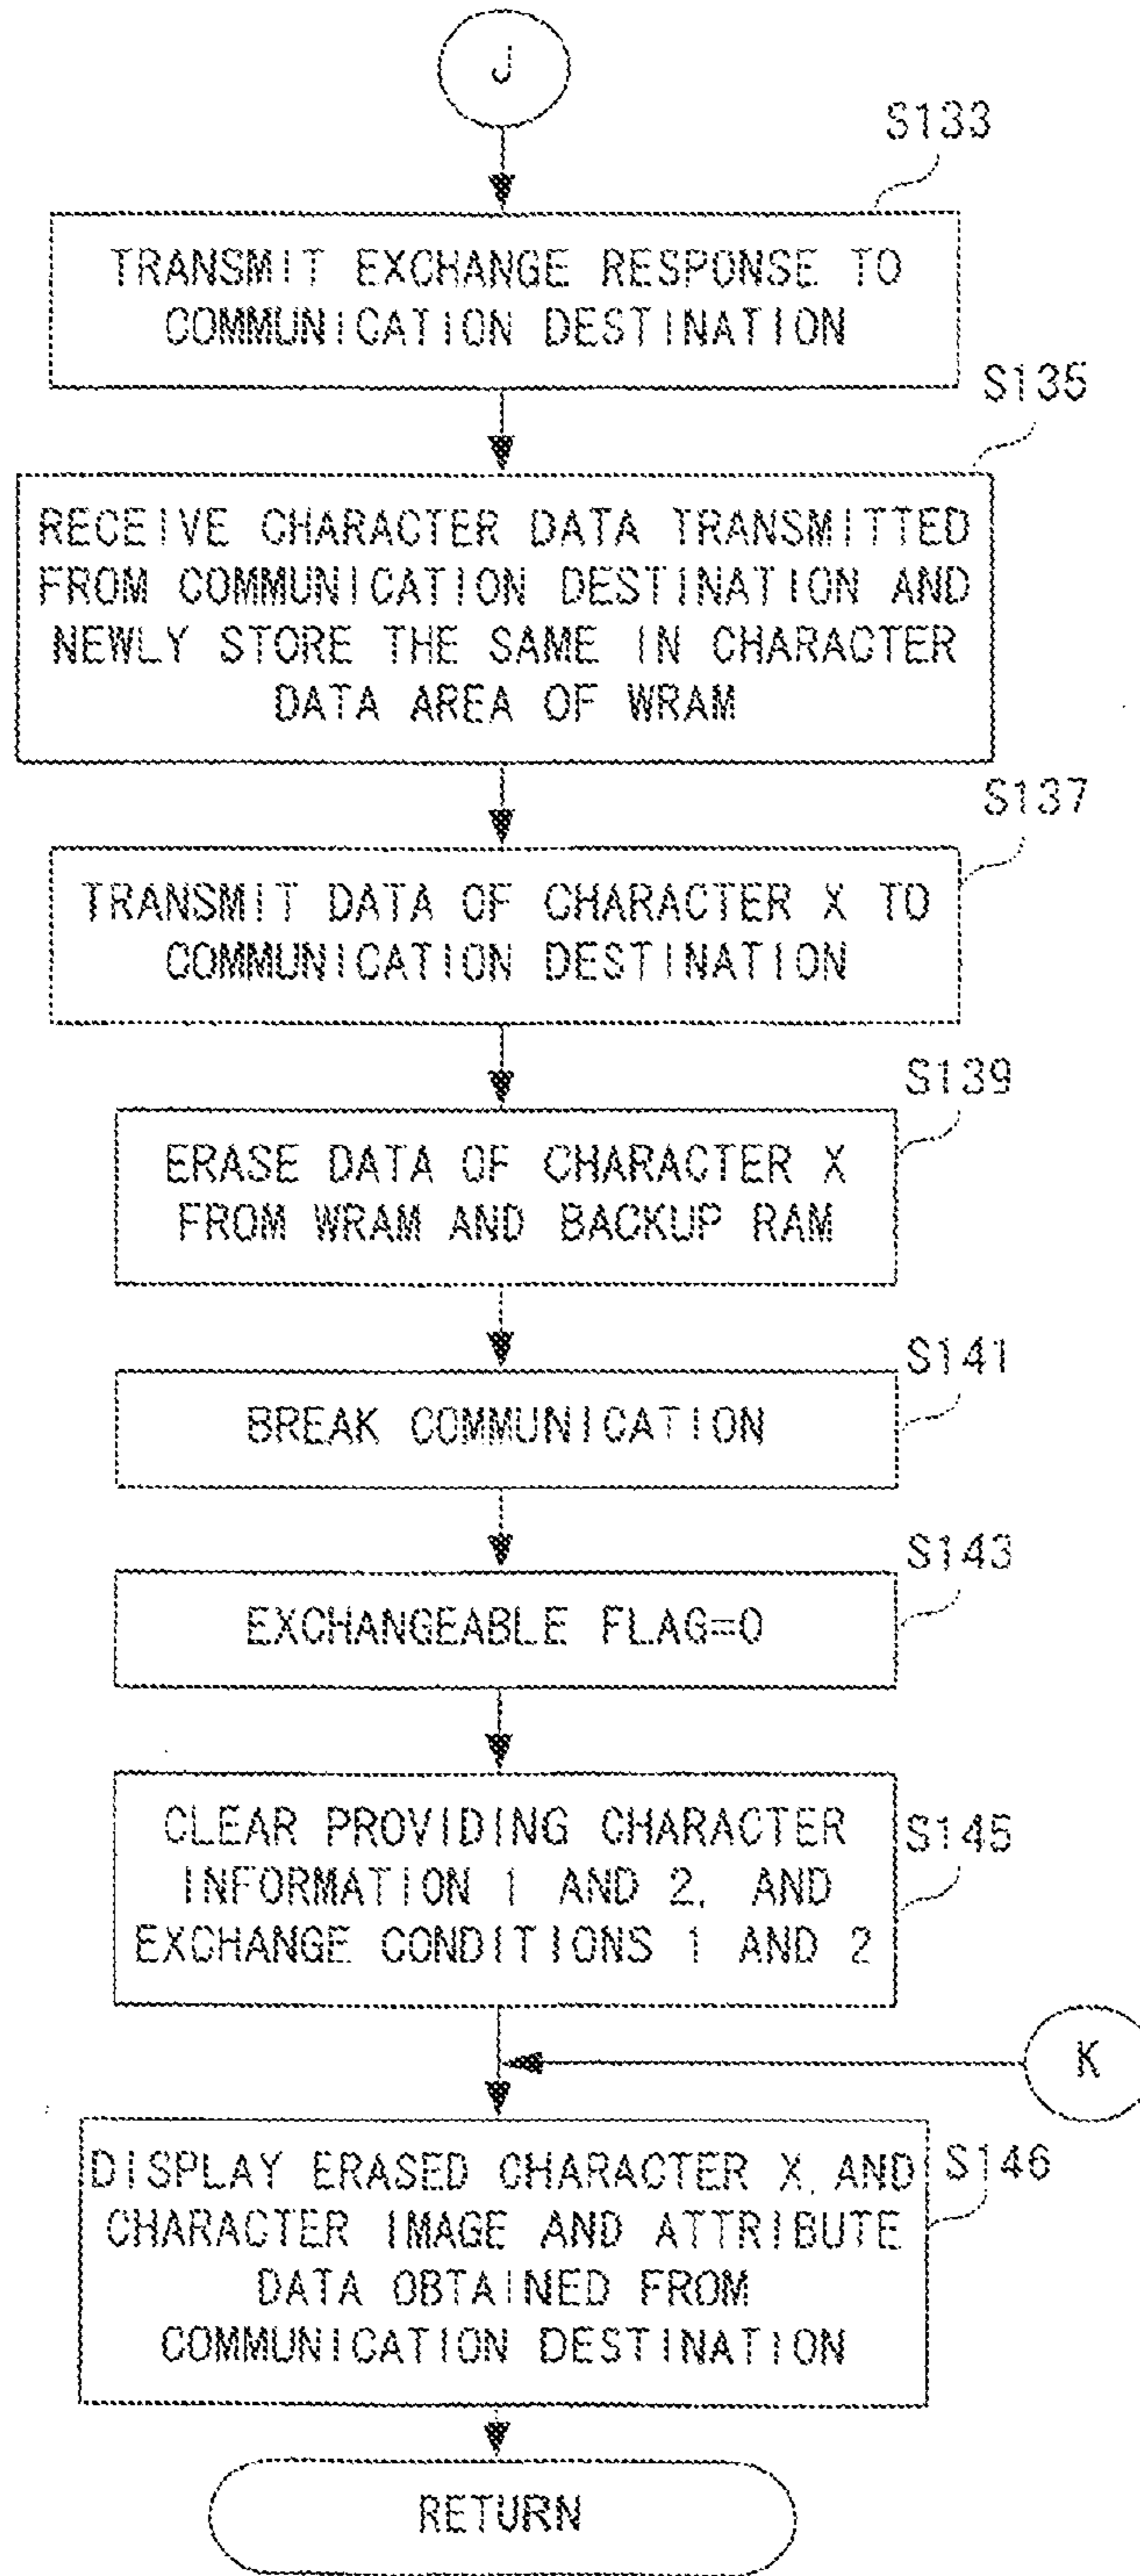 J
S133
TRANSMIT EXCHANGE RESPONSE TO
COMMUNICATION DESTINATION
S135
RECEIVE CHARACTER DATA TRANSMITTED
FROM COMMUNICATION DESTINATION AND
NEWLY STORE THE SAME IN CHARACTER
DATA AREA OF WRAM
S137
TRANSMIT DATA OF CHARACTER X TO
COMMUNICATION DESTINATION
S139
ERASE DATA OF CHARACTER X
FROM WRAM AND BACKUP RAM
S141
BREAK COMMUNICATION
S143
EXCHANGEABLE FLAG=0
CLEAR PROVIDING CHARACTER
S145
INFORMATION 1 AND 2, AND
EXCHANGE CONDITIONS 1 AND 2
K
DISPLAY ERASED CHARACTER X, AND
S146
CHARACTER IMAGE AND ATTRIBUTE
DATA OBTAINED FROM
COMMUNICATION DESTINATION
RETURN